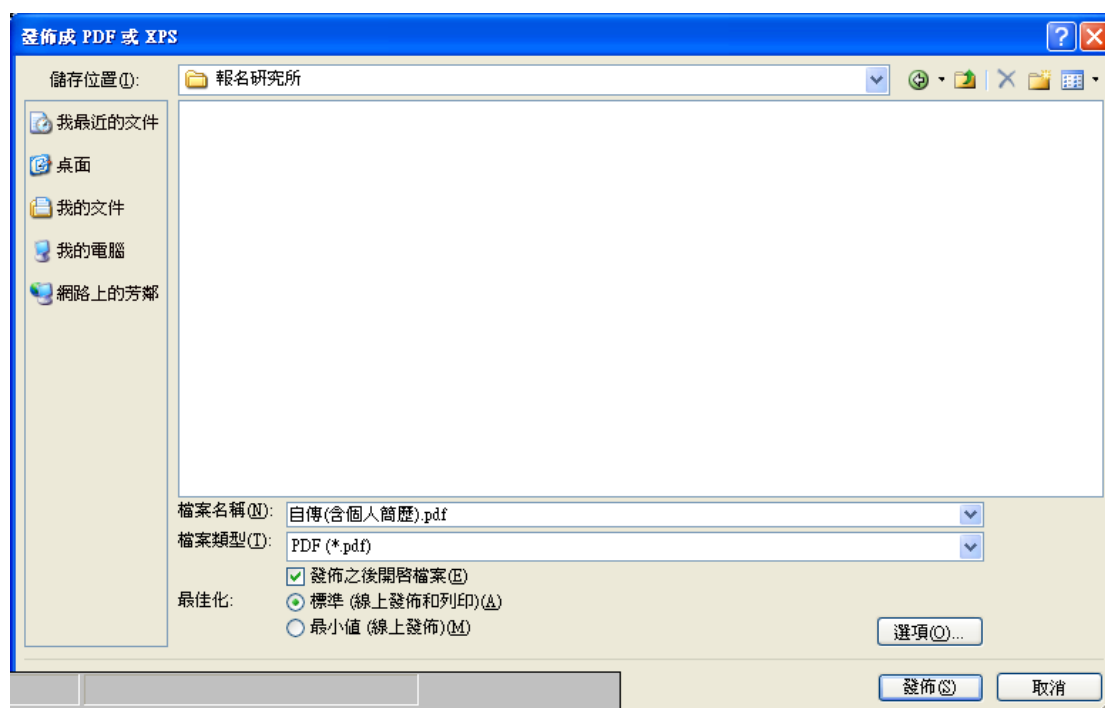 發佈成 PDF 或 XPS
儲存位置(I):
報名研究所
我最近的文件
桌面
我的文件
我的電腦
網路上的芳鄰
檔案名稱(N):
自傳(含個人簡歷).pdf
檔案類型(T):
PDF (*.pdf)
發佈之後開啓檔案(E)
最佳化:
標準 (線上發佈和列印)(A)
最小值 (線上發佈)(M)
選項(O)...
發佈(S)
取消